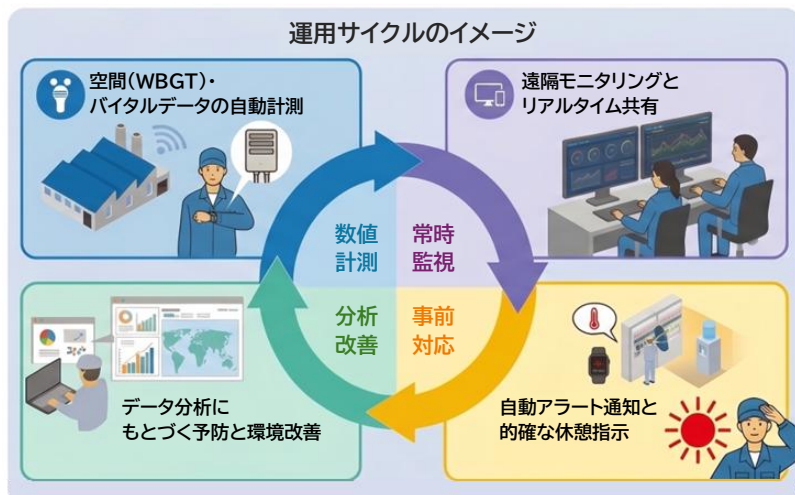 運用サイクルのイメージ
空間(WBGT)・
バイタルデータの自動計測
遠隔モニタリングと
リアルタイム共有
数値
計測
常時
監視
分析
改善
事前
対応
データ分析に
もとづく予防と環境改善
自動アラート通知と
的確な休憩指示